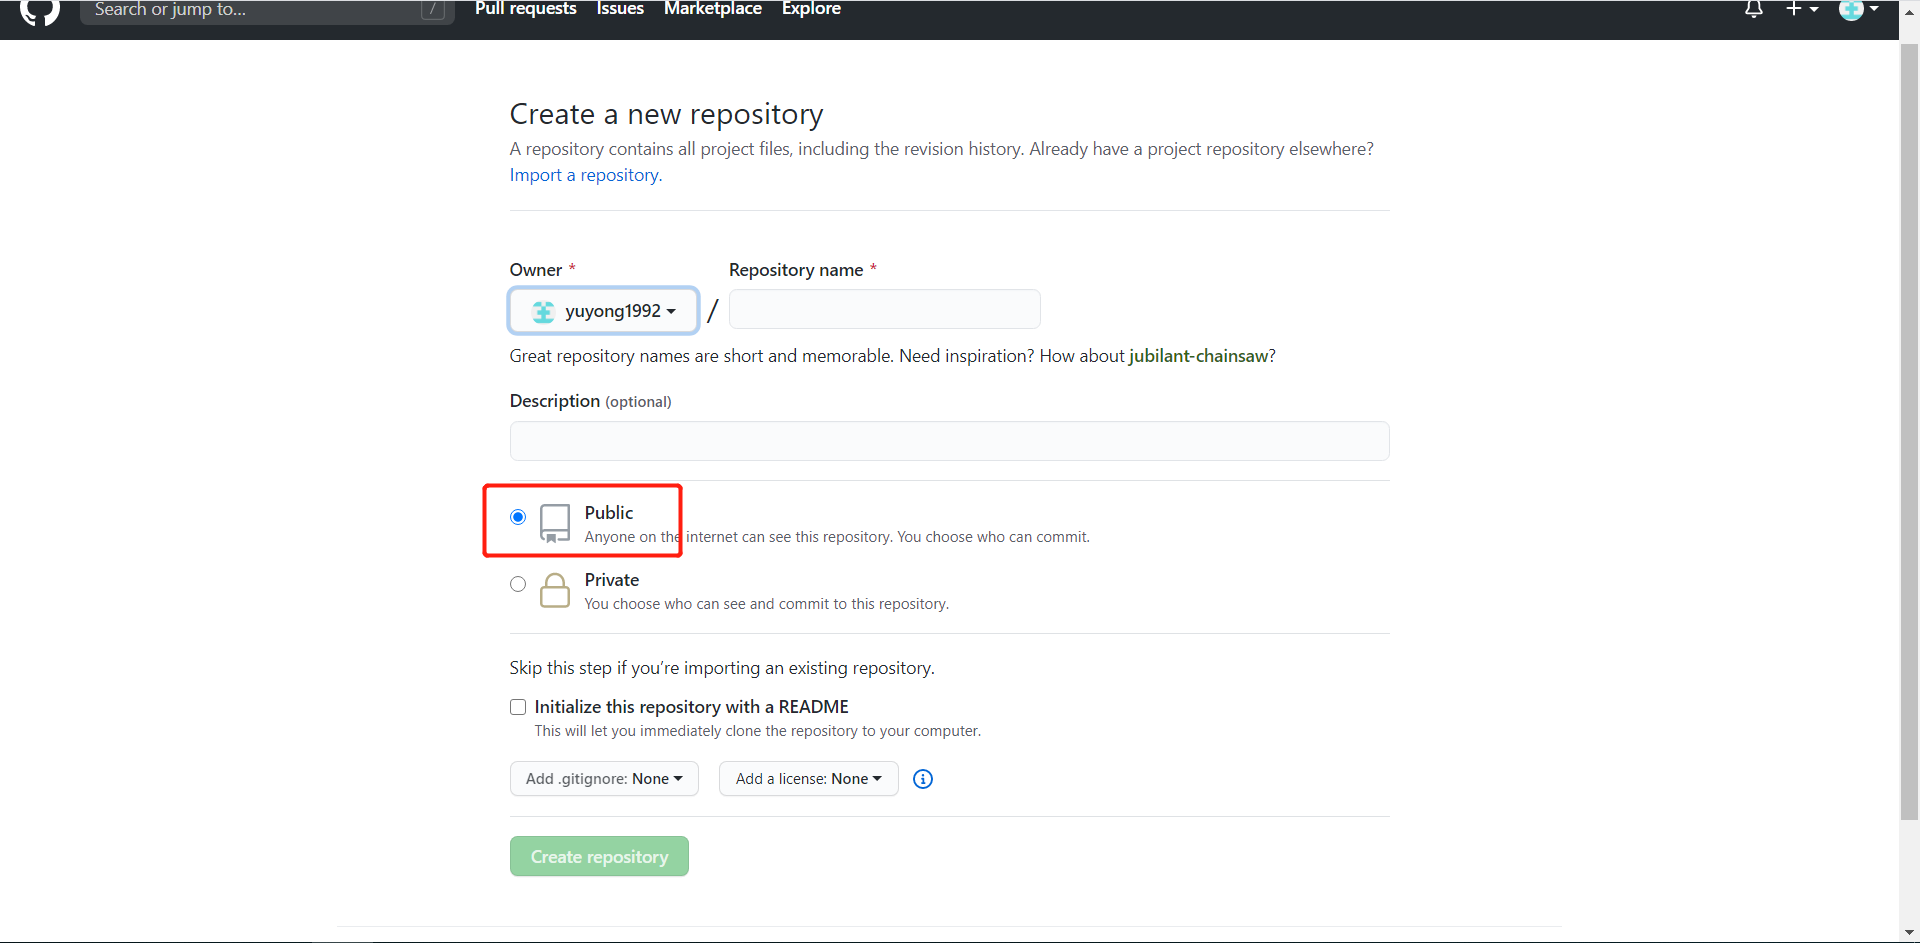 Search or jump to...
/
Pull requests Issues Marketplace Explore
Create a new repository
A repository contains all project files, including the revision history. Already have a project repository elsewhere?
Import a repository.
Owner * Repository name *
yuyong1992 /
Great repository names are short and memorable. Need inspiration? How about jubilant-chainsaw?
Description (optional)
Public
Anyone on the internet can see this repository. You choose who can commit.
Private
You choose who can see and commit to this repository.
Skip this step if you’re importing an existing repository.
Initialize this repository with a README
This will let you immediately clone the repository to your computer.
Add .gitignore: None Add a license: None
Create repository